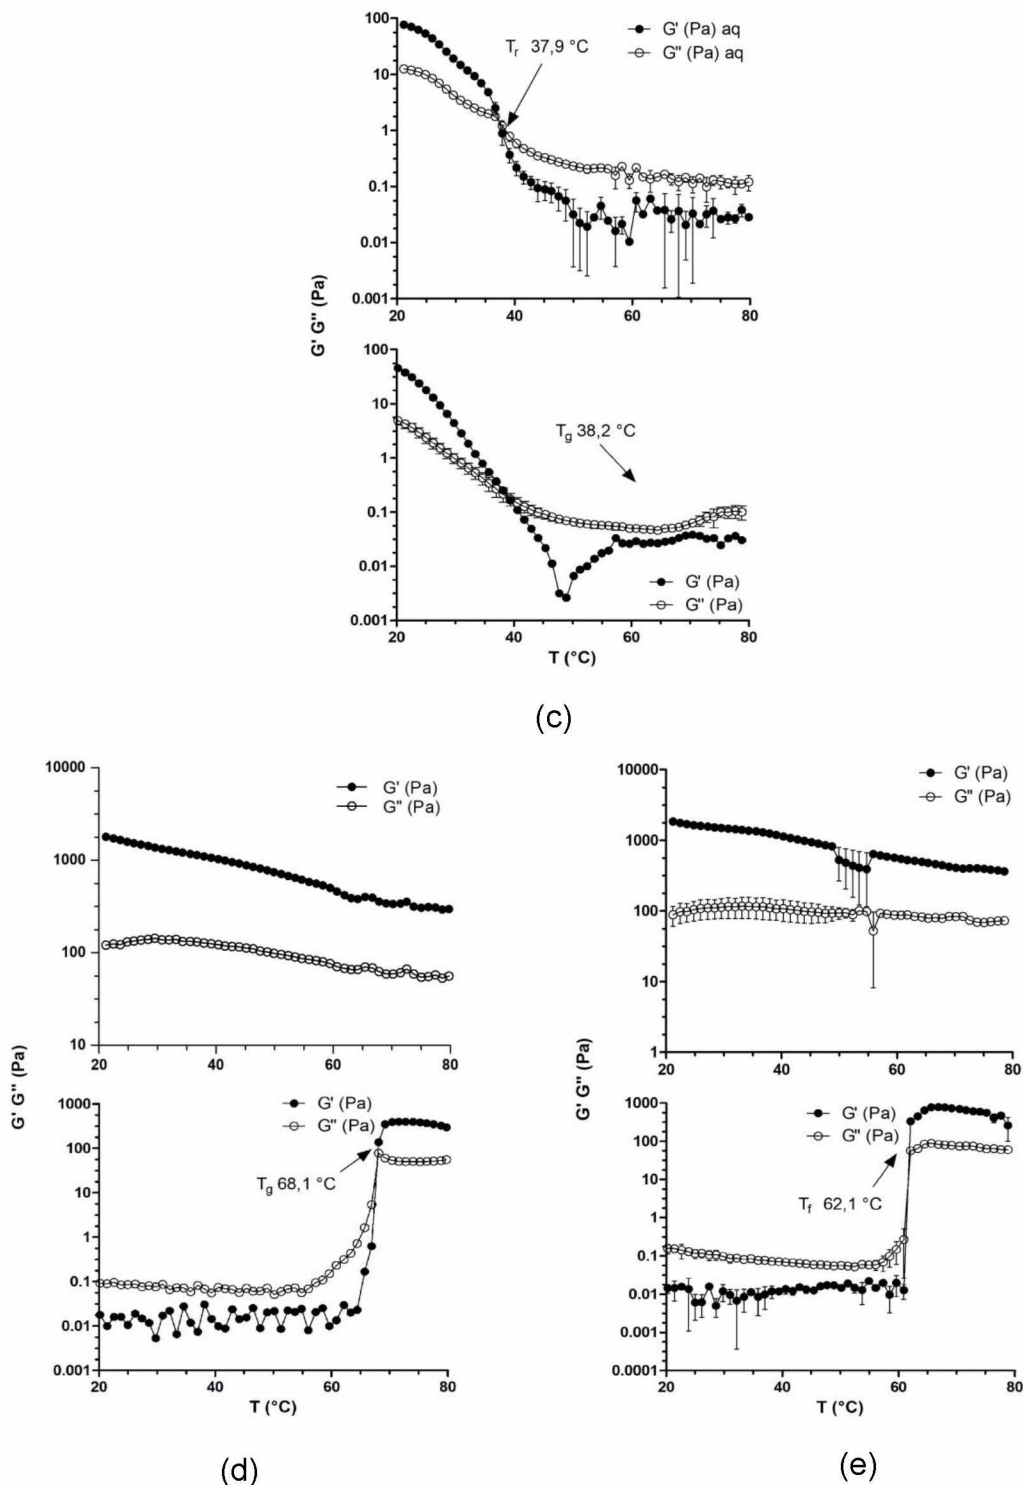 100
10
1
0.1
0.01
0.001
G' (Pa) aq
G" (Pa) aq
Tr 37,9 °C
20 40 60 80
G' G" (Pa)
100
10
1
0.1
0.01
0.001
Tg 38,2 °C
G' (Pa)
G" (Pa)
20 40 60 80
T (°C)
(c)
10000
1000
100
10
G' (Pa)
G" (Pa)
20 40 60 80
G' G" (Pa)
1000
100
10
1
0.1
0.01
0.001
G' (Pa)
G" (Pa)
Tg 68,1 °C
20 40 60 80
T (°C)
(d)
10000
1000
100
10
1
G' (Pa)
G" (Pa)
20 40 60 80
G' G" (Pa)
1000
100
10
1
0.1
0.01
0.001
0.0001
G' (Pa)
G" (Pa)
Tf 62,1 °C
20 40 60 80
T (°C)
(e)